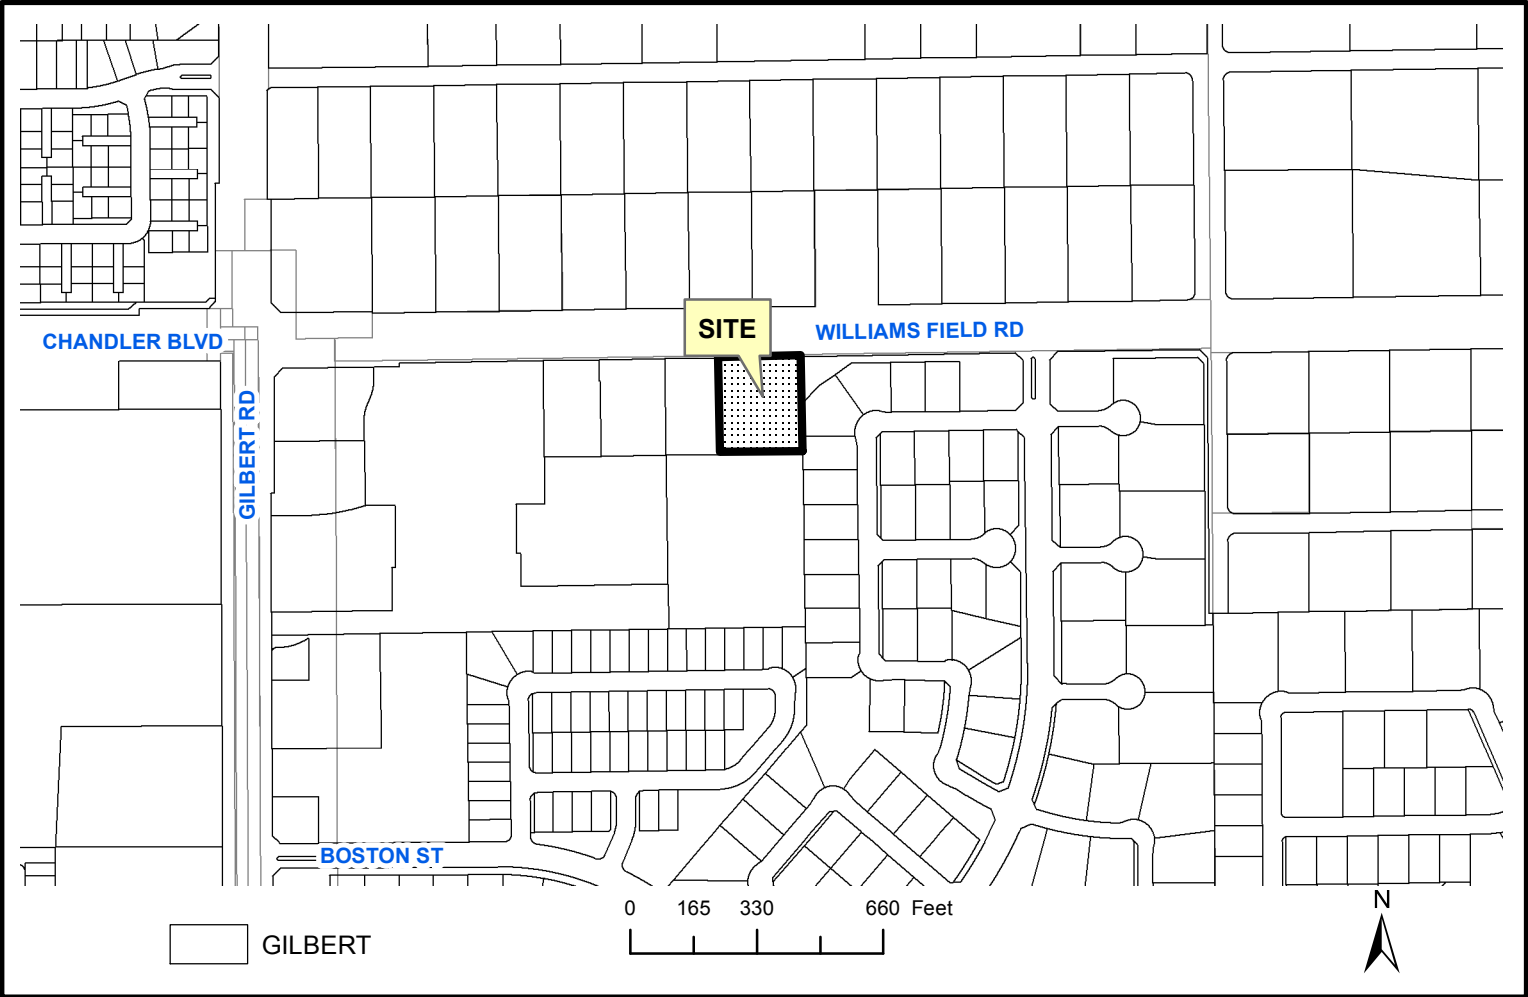 SITE
WILLIAMS FIELD RD
CHANDLER BLVD
GILBERT RD
BOSTON ST
0 165 330 660 Feet
N
GILBERT